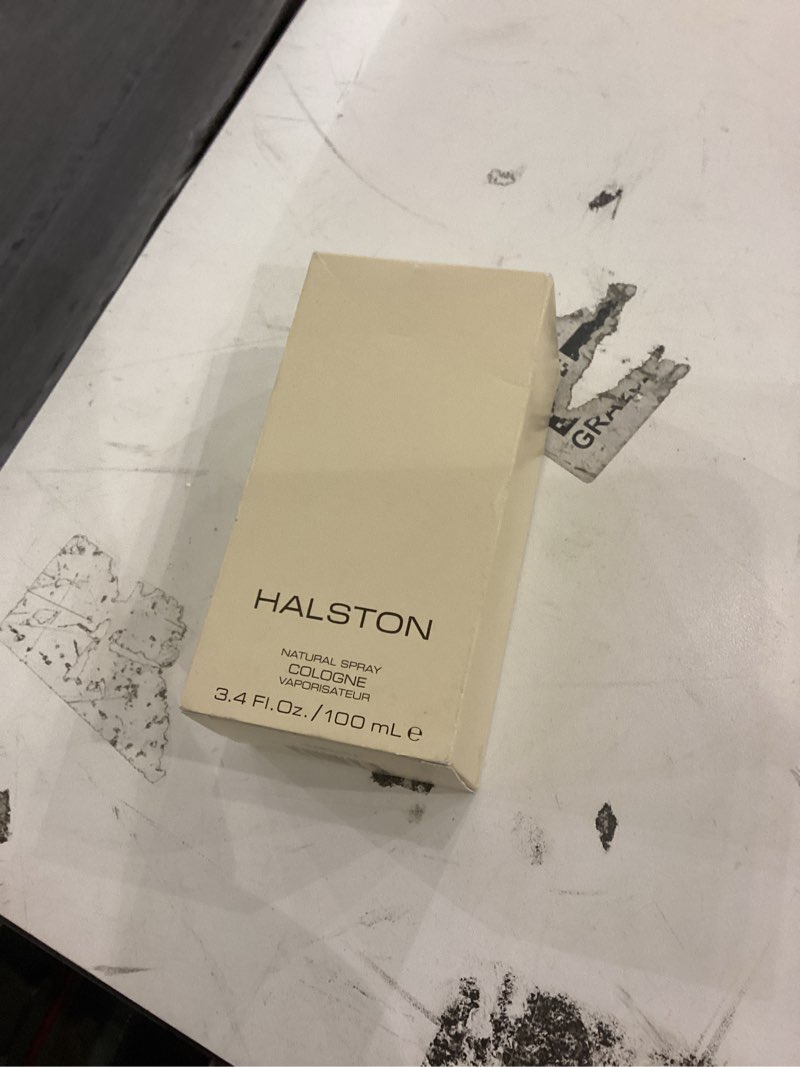 HALSTON
NATURAL SPRAY
COLOGNE
VAPORISATEUR
3.4 Fl.Oz./100 mL ℮